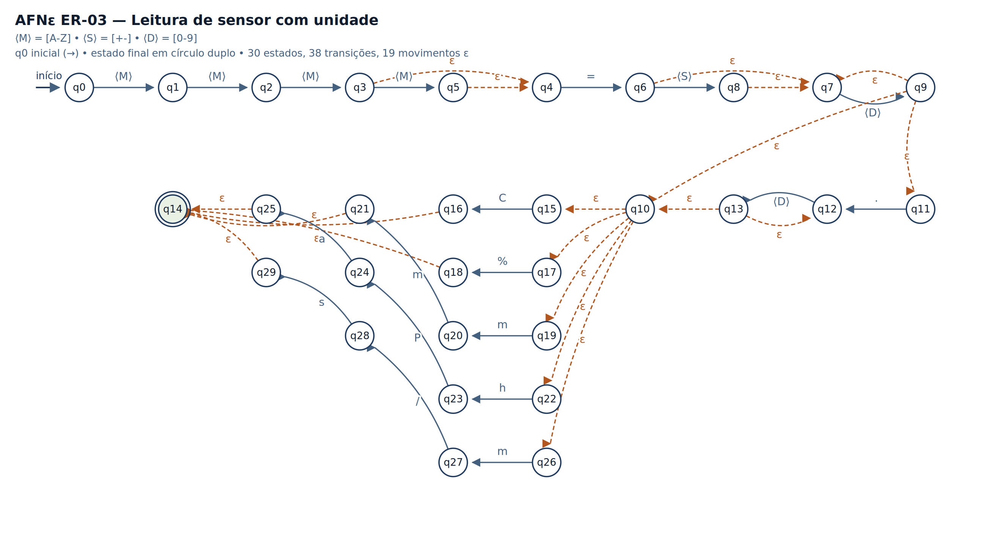 AFNε ER-03 — Leitura de sensor com unidade
⟨M⟩ = [A-Z] • ⟨S⟩ = [+-] • ⟨D⟩ = [0-9]
q0 inicial (→) • estado final em círculo duplo • 30 estados, 38 transições, 19 movimentos ε
ε ε
início ⟨M⟩ ⟨M⟩ ⟨M⟩ ⟨M⟩ ε = ⟨S⟩ ε ε
q0 q1 q2 q3 q5 q4 q6 q8 q7 q9
⟨D⟩
ε
ε
ε C ε ε ⟨D⟩ .
q14 q25 q21 q16 q15 q10 q13 q12 q11
ε
ε εa ε ε
% 
q29 q24 m q18 q17 ε
s ε
m
q28 P q20 q19 ε
h
/ q23 q22
m
q27 q26